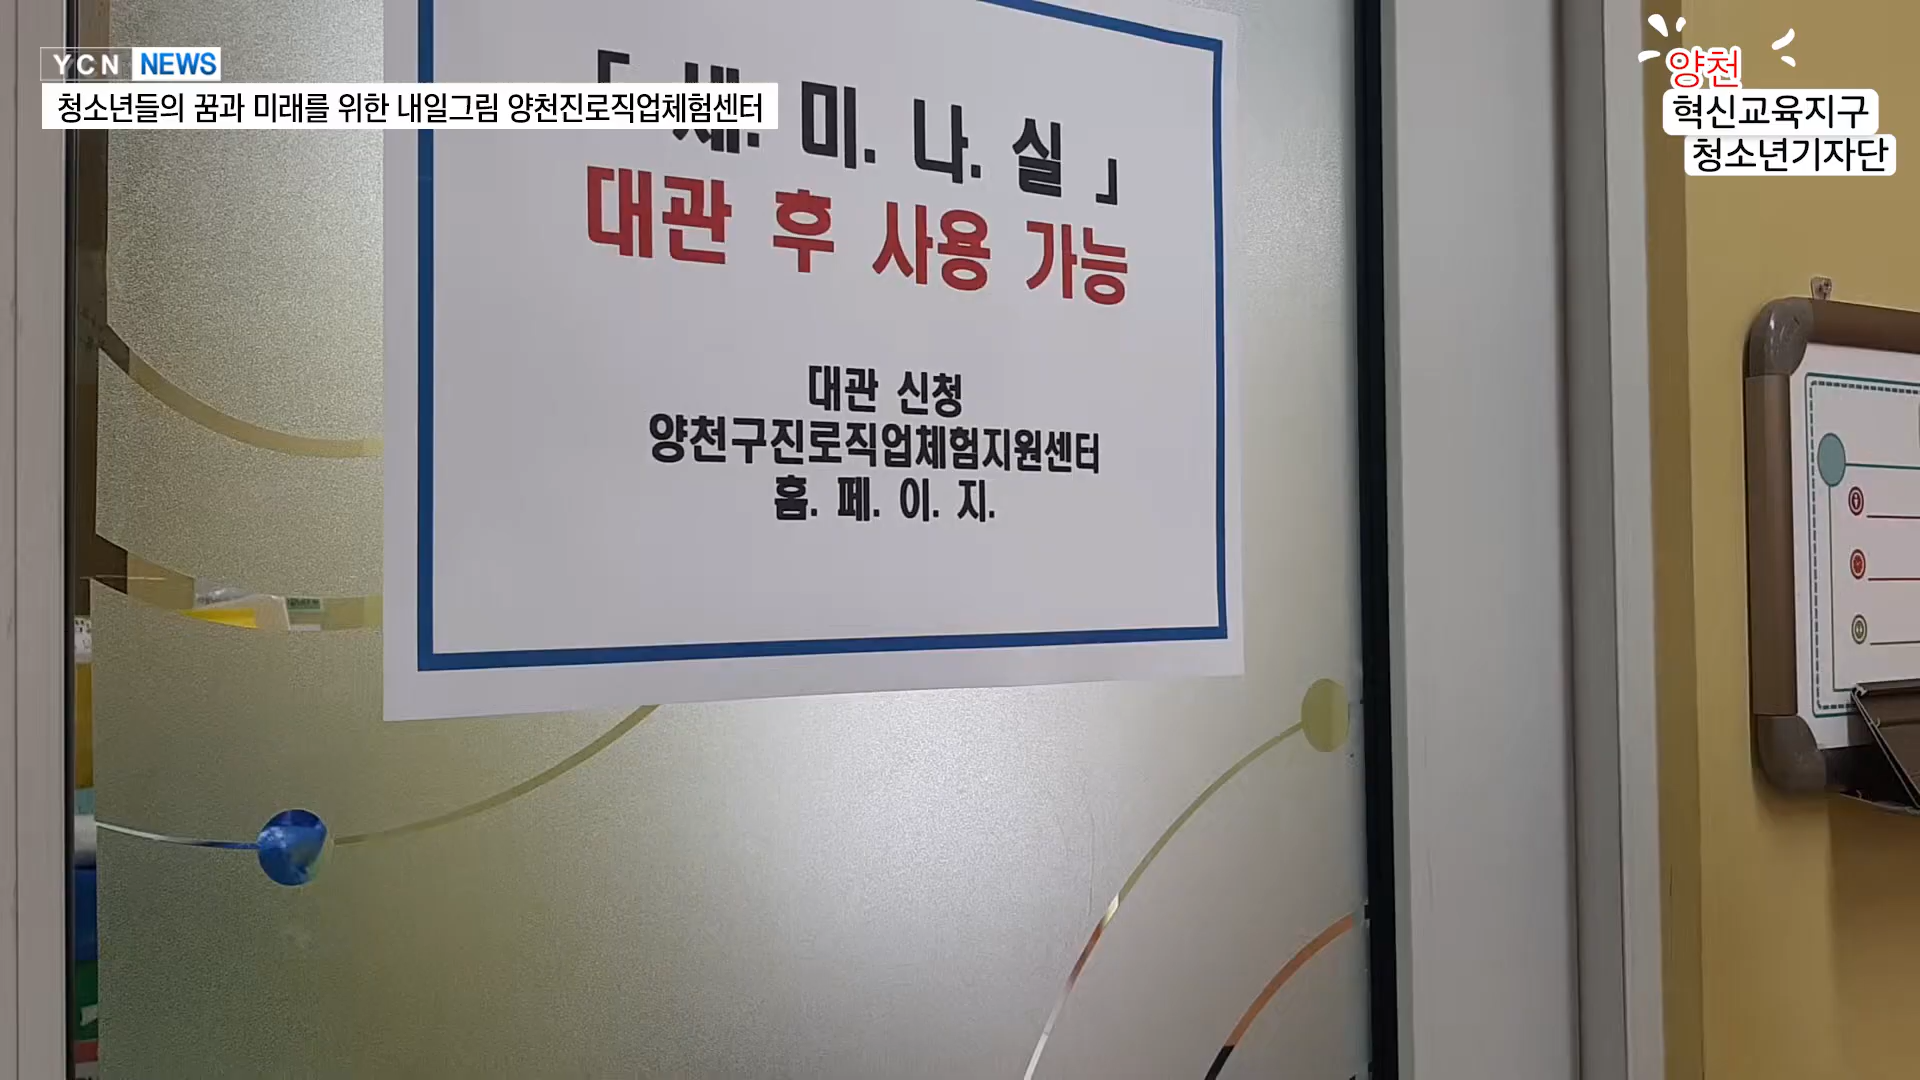 YCN NEWS
청소년들의 꿈과 미래를 위한 내일그림 양천진로직업체험센터
양천
혁신교육지구
청소년기자단
「세. 미. 나. 실」
대관 후 사용 가능
대관 신청
양천구진로직업체험지원센터
홈. 페. 이. 지.